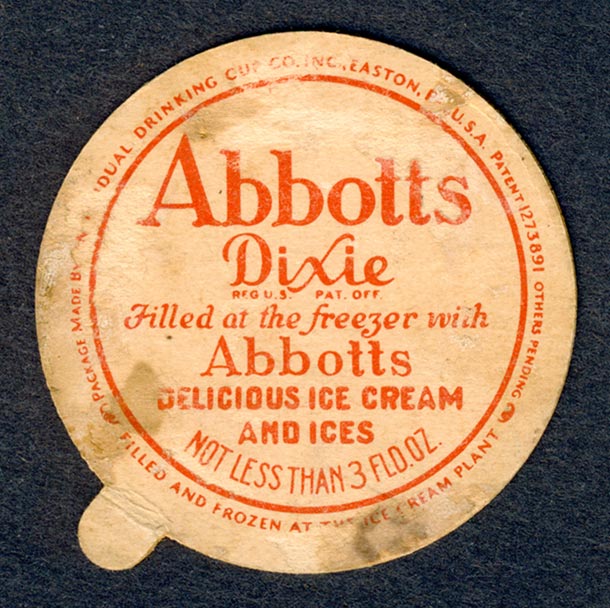 PACKAGE MADE BY DUAL DRINKING CUP CO. INC. EASTON, U.S.A. PATENT 1273891 OTHERS PENDING
Abbotts
Dixie
REG U.S. PAT. OFF.
Filled at the freezer with
Abbotts
DELICIOUS ICE CREAM
AND ICES
NOT LESS THAN 3 FLD.OZ.
FILLED AND FROZEN AT THE ICE CREAM PLANT